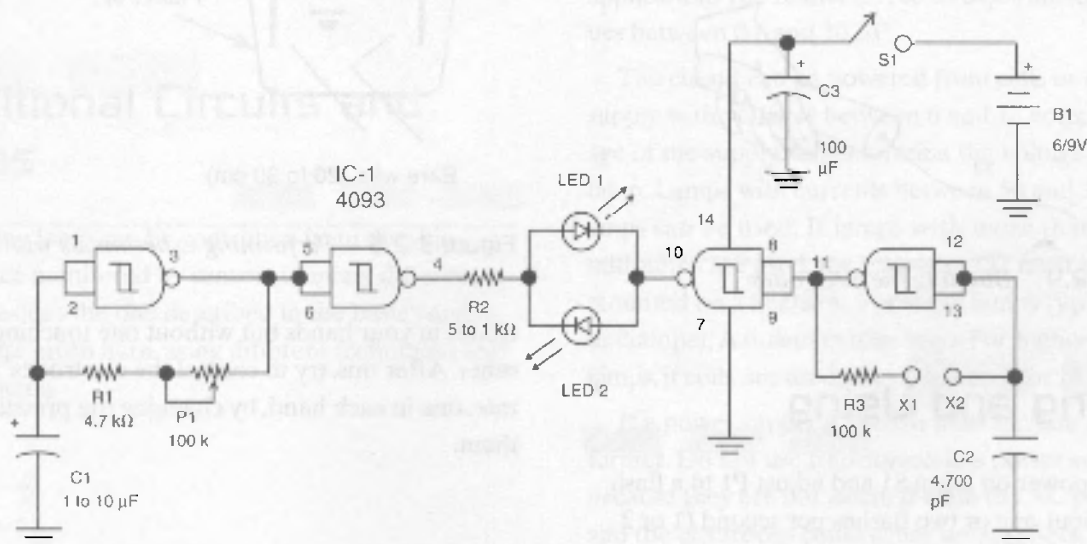 S1
+
C3
100
µF
+
B1
6/9V
IC-1
4093
LED 1
LED 2
1
2
3
5
6
4
R2
5 to 1 kΩ
14
10
7
8
9
11
12
13
R1
4.7 kΩ
P1
100 k
+
C1
1 to 10 µF
R3
100 k
X1
X2
C2
4,700
pF